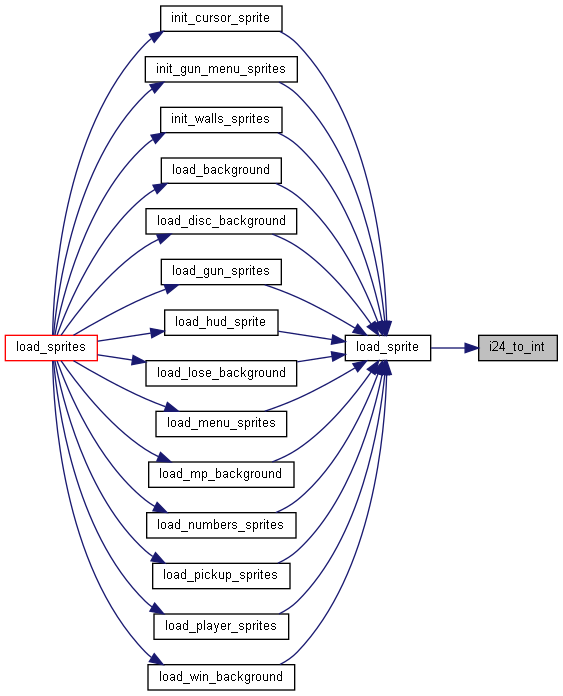 init_cursor_sprite
init_gun_menu_sprites
init_walls_sprites
load_background
load_disc_background
load_gun_sprites
load_hud_sprite
load_sprites
load_sprite
i24_to_int
load_lose_background
load_menu_sprites
load_mp_background
load_numbers_sprites
load_pickup_sprites
load_player_sprites
load_win_background